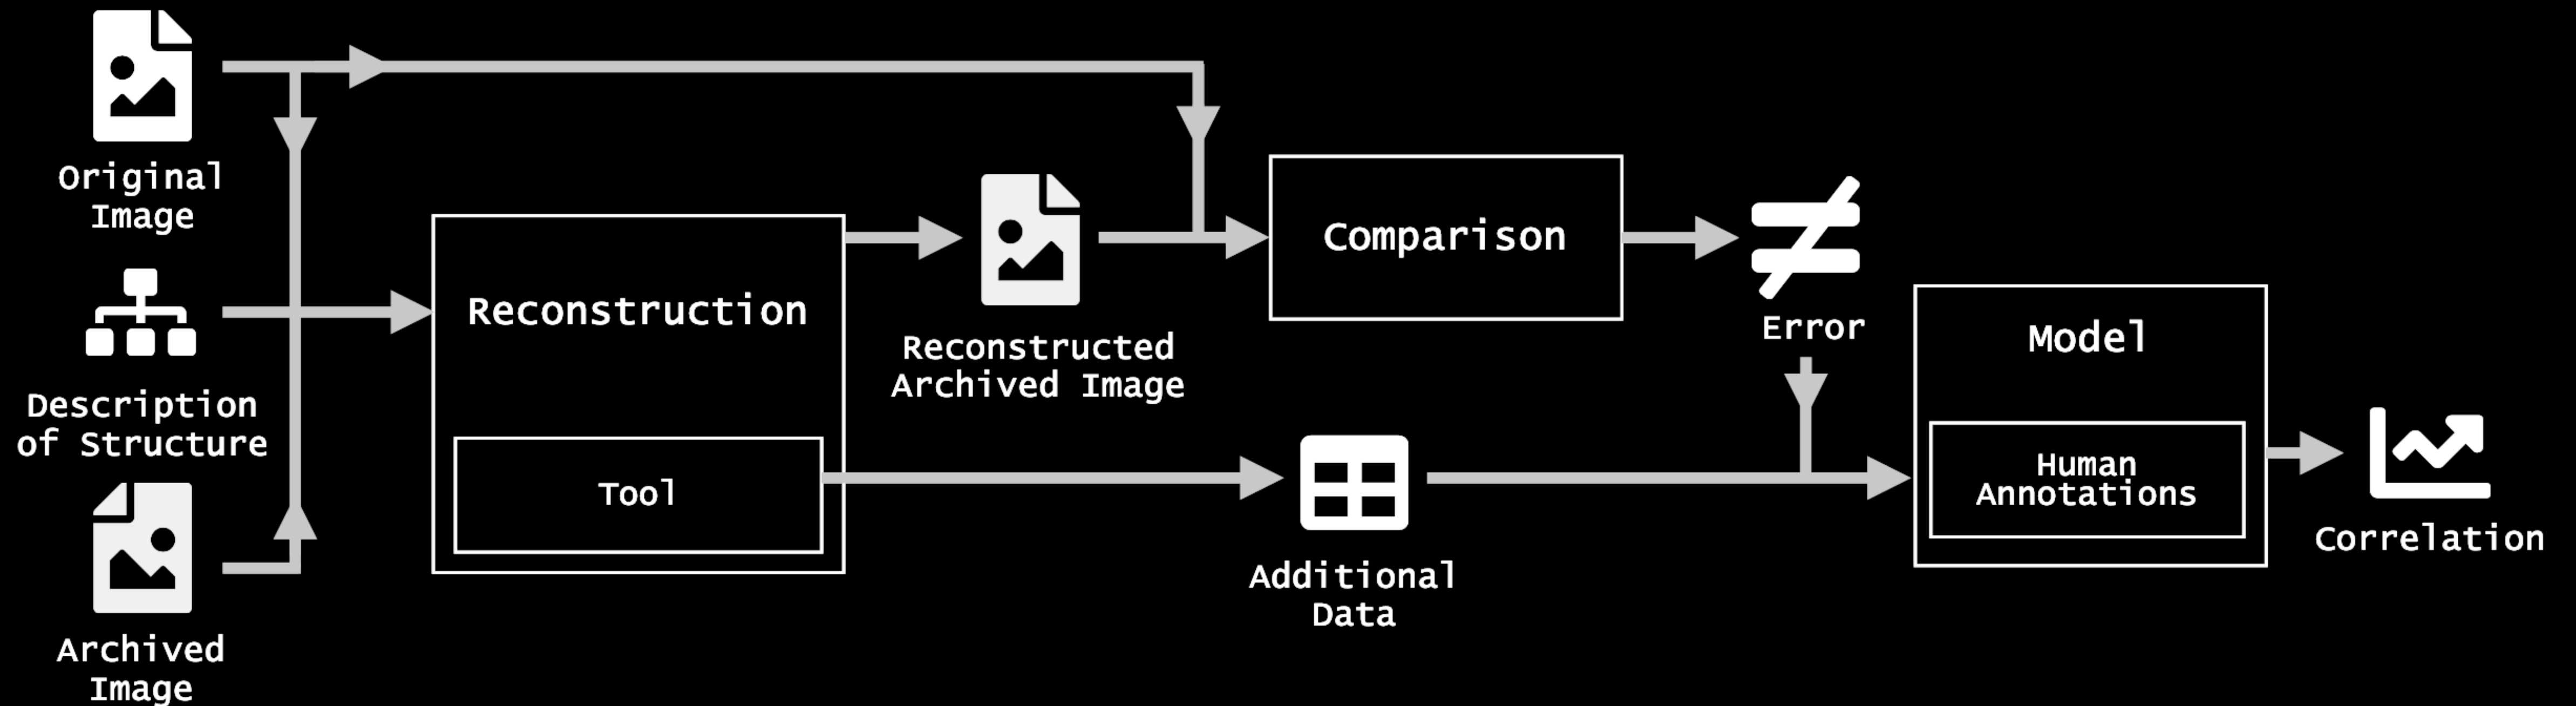 Original
Image
Description
of Structure
Archived
Image
Reconstruction
Tool
Reconstructed
Archived Image
Comparison
Error
Additional
Data
Model
Human
Annotations
Correlation